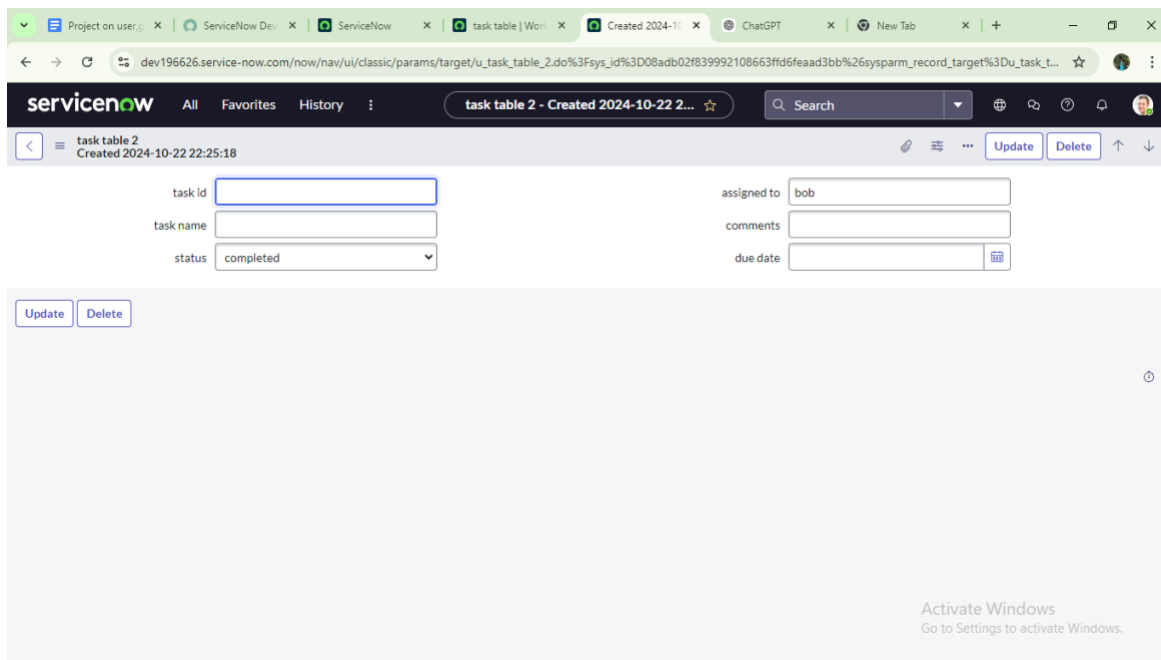 Project on user,g
ServiceNow Dev
ServiceNow
task table | Work
Created 2024-10
ChatGPT
New Tab
dev196626.service-now.com/now/nav/ui/classic/params/target/u_task_table_2.do%3Fsys_id%3D08adb02f839992108663ffd6feaad3bb%26sysparm_record_target%3Du_task_t...
servicenow All Favorites History task table 2 - Created 2024-10-22 2... Search
task table 2
Created 2024-10-22 22:25:18
Update Delete
task id
assigned to bob
task name
comments
status completed
due date
Update Delete
Activate Windows
Go to Settings to activate Windows.